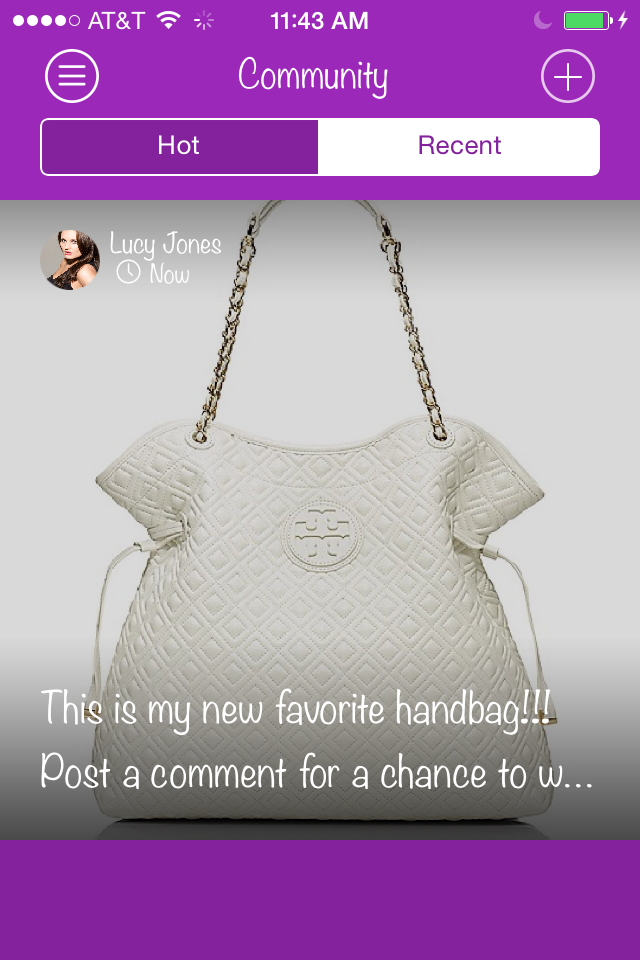 AT&T 11:43 AM
Community
Hot Recent
Lucy Jones
Now
This is my new favorite handbag!!!
Post a comment for a chance to w...